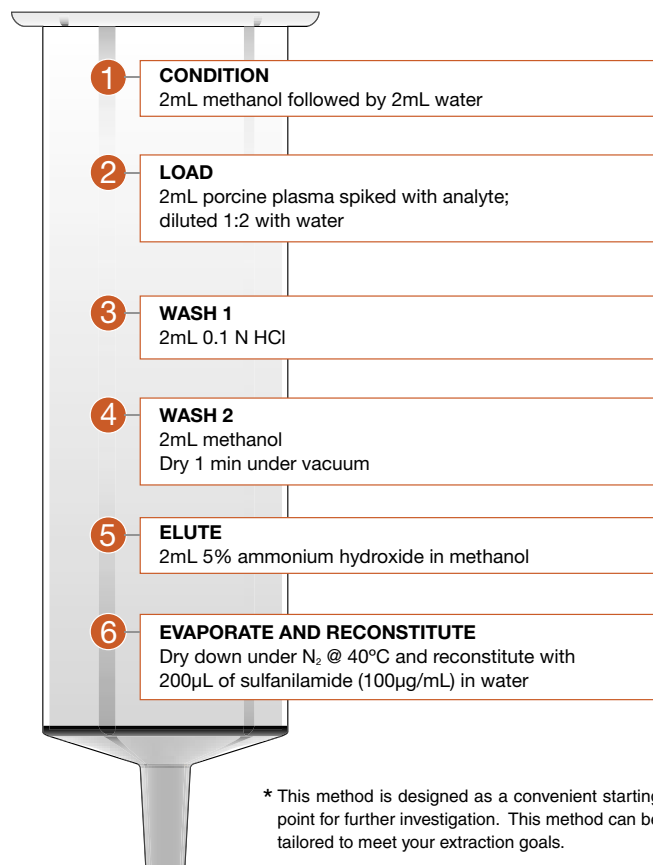 1
CONDITION
2mL methanol followed by 2mL water
2
LOAD
2mL porcine plasma spiked with analyte;
diluted 1:2 with water
3
WASH 1
2mL 0.1 N HCl
4
WASH 2
2mL methanol
Dry 1 min under vacuum
5
ELUTE
2mL 5% ammonium hydroxide in methanol
6
EVAPORATE AND RECONSTITUTE
Dry down under N₂ @ 40ºC and reconstitute with
200µL of sulfanilamide (100µg/mL) in water
* This method is designed as a convenient starting
point for further investigation. This method can be
tailored to meet your extraction goals.